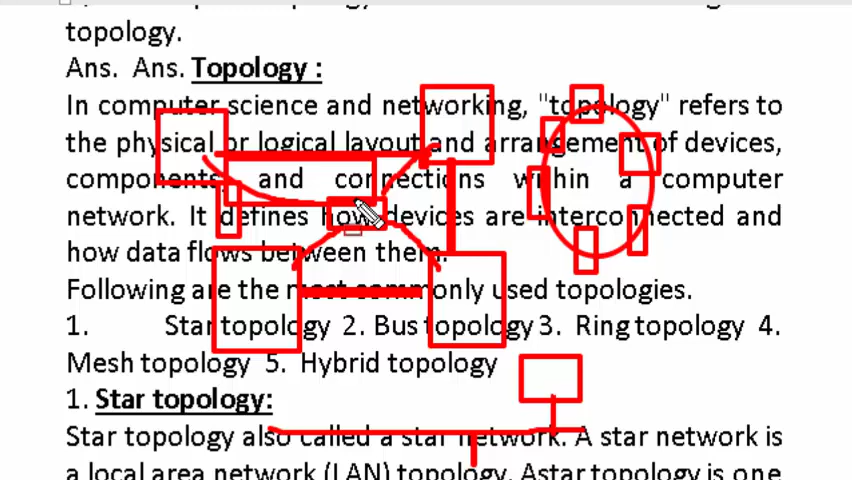 topology.
Ans. Ans. Topology :
In computer science and networking, "topology" refers to
the physical or logical layout and arrangement of devices,
components, and connections within a computer
network. It defines how devices are interconnected and
how data flows between them.
Following are the most commonly used topologies.
1. Star topology 2. Bus topology 3. Ring topology 4.
Mesh topology 5. Hybrid topology
1. Star topology:
Star topology also called a star network. A star network is
a local area network (LAN) topology. Astar topology is one